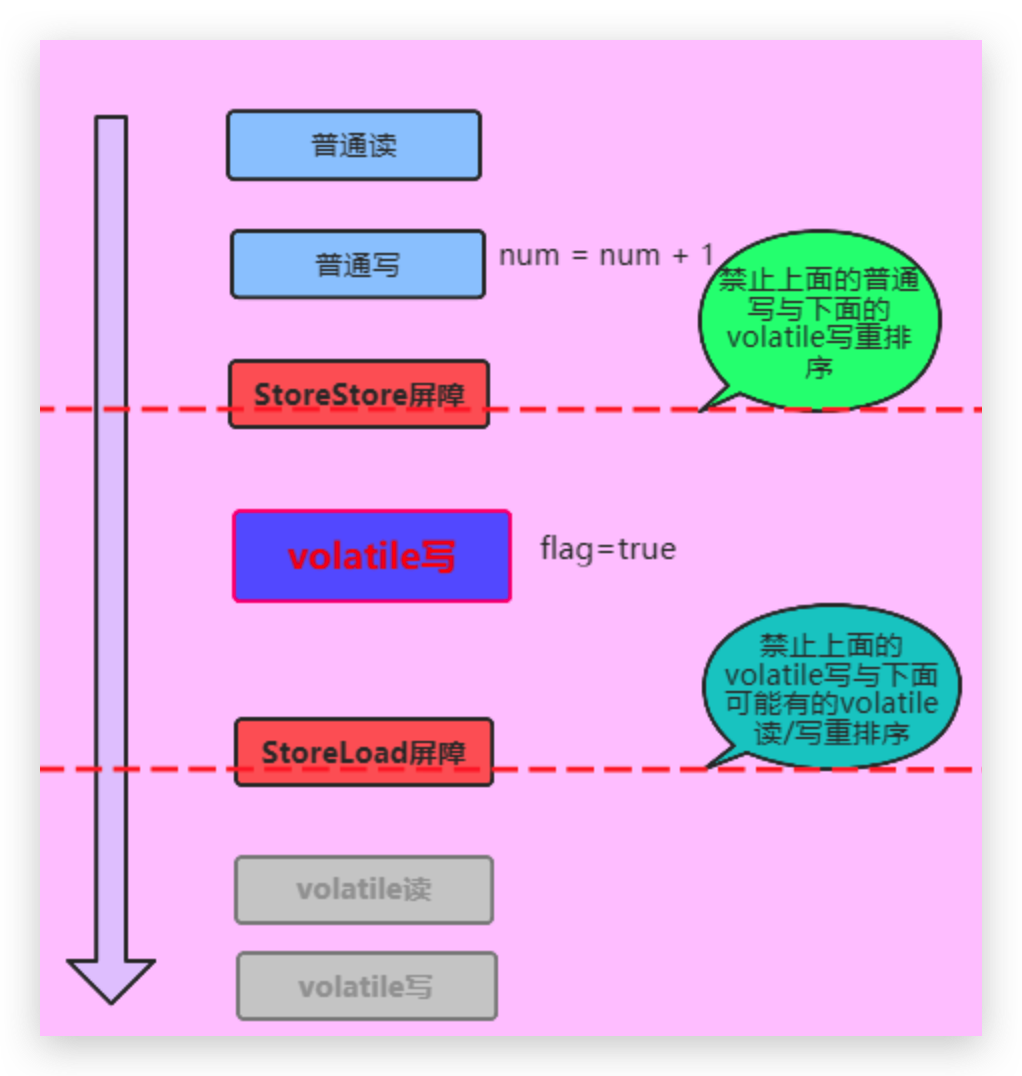 普通读
普通写
num = num + 1
禁止上面的普通
写与下面的
volatile写重排
序
StoreStore屏障
volatile写
flag=true
禁止上面的
volatile写与下面
可能有的volatile
读/写重排序
StoreLoad屏障
volatile读
volatile写